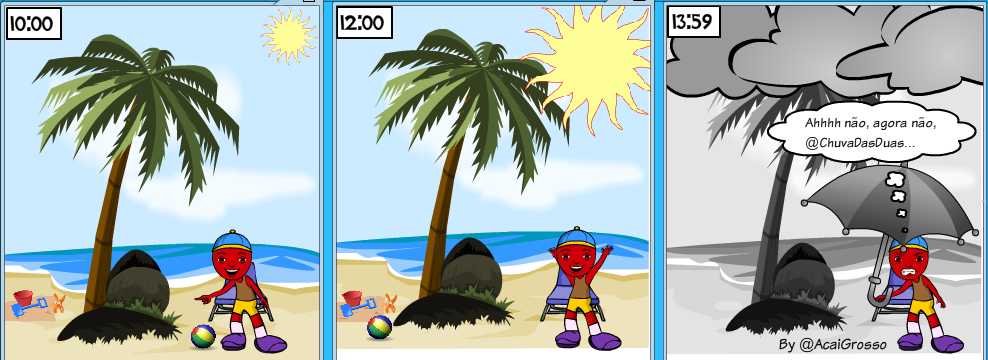 10:00
12:00
13:59
Ahhhh não, agora não,
@ChuvaDasDuas...
By @AcaiGrosso